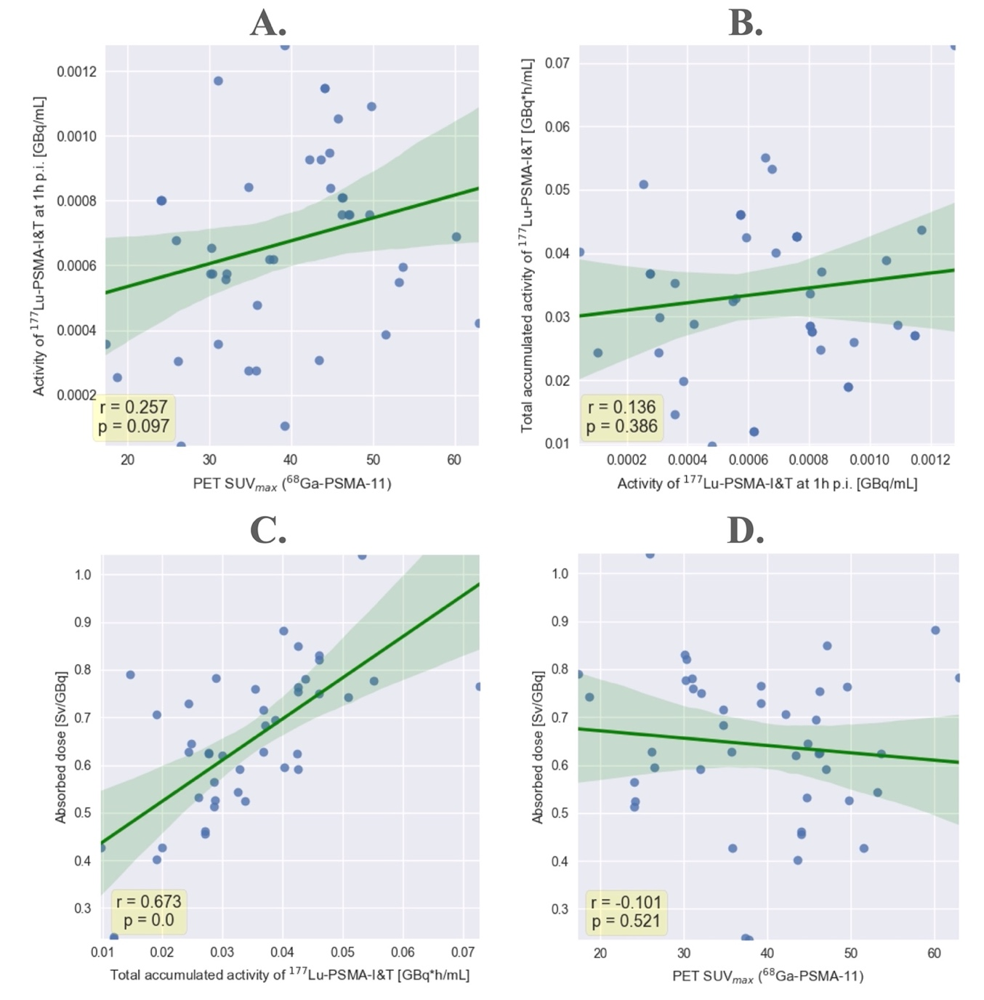 A.
0.0012
0.0010
0.0008
0.0006
0.0004
0.0002
Activity of ¹⁷⁷Lu-PSMA-I&T at 1h p.i. [GBq/mL]
r = 0.257
p = 0.097
20 30 40 50 60
PET SUVmax (⁶⁸Ga-PSMA-11)
B.
0.07
0.06
0.05
0.04
0.03
0.02
0.01
Total accumulated activity of ¹⁷⁷Lu-PSMA-I&T [GBq*h/mL]
r = 0.136
p = 0.386
0.0002 0.0004 0.0006 0.0008 0.0010 0.0012
Activity of ¹⁷⁷Lu-PSMA-I&T at 1h p.i. [GBq/mL]
C.
1.0
0.9
0.8
0.7
0.6
0.5
0.4
0.3
Absorbed dose [Sv/GBq]
r = 0.673
p = 0.0
0.01 0.02 0.03 0.04 0.05 0.06 0.07
Total accumulated activity of ¹⁷⁷Lu-PSMA-I&T [GBq*h/mL]
D.
1.0
0.9
0.8
0.7
0.6
0.5
0.4
0.3
Absorbed dose [Sv/GBq]
r = -0.101
p = 0.521
20 30 40 50 60
PET SUVmax (⁶⁸Ga-PSMA-11)